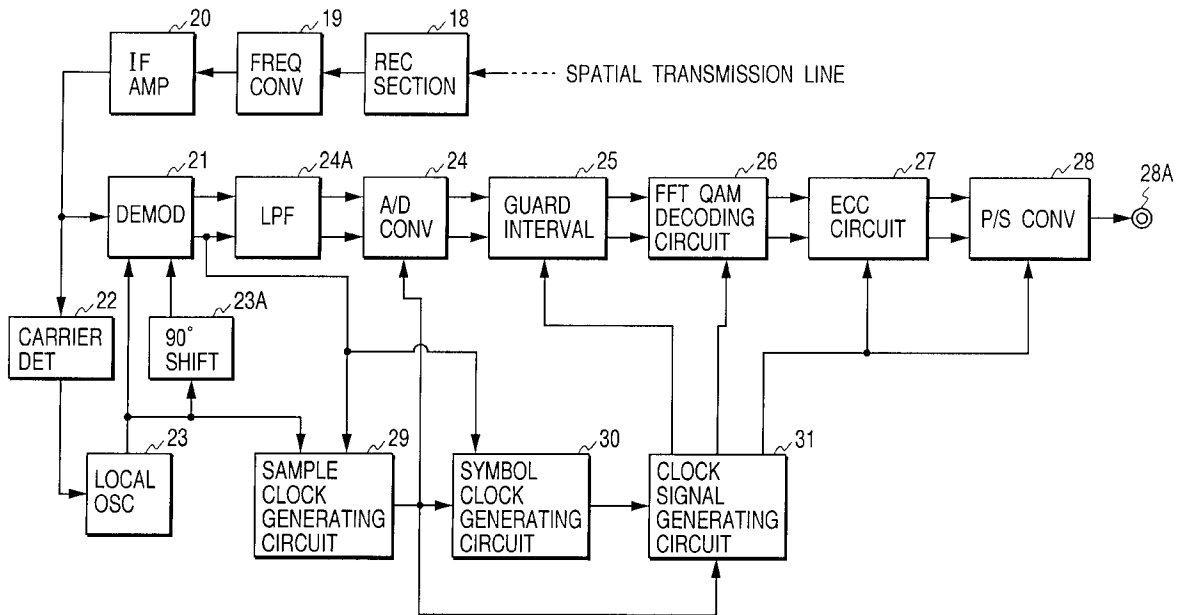 20
19
18
IF
AMP
FREQ
CONV
REC
SECTION
SPATIAL TRANSMISSION LINE
21
24A
24
25
26
27
28
28A
DEMOD
LPF
A/D
CONV
GUARD
INTERVAL
FFT QAM
DECODING
CIRCUIT
ECC
CIRCUIT
P/S CONV
22
23A
CARRIER
DET
90°
SHIFT
23
29
30
31
LOCAL
OSC
SAMPLE
CLOCK
GENERATING
CIRCUIT
SYMBOL
CLOCK
GENERATING
CIRCUIT
CLOCK
SIGNAL
GENERATING
CIRCUIT